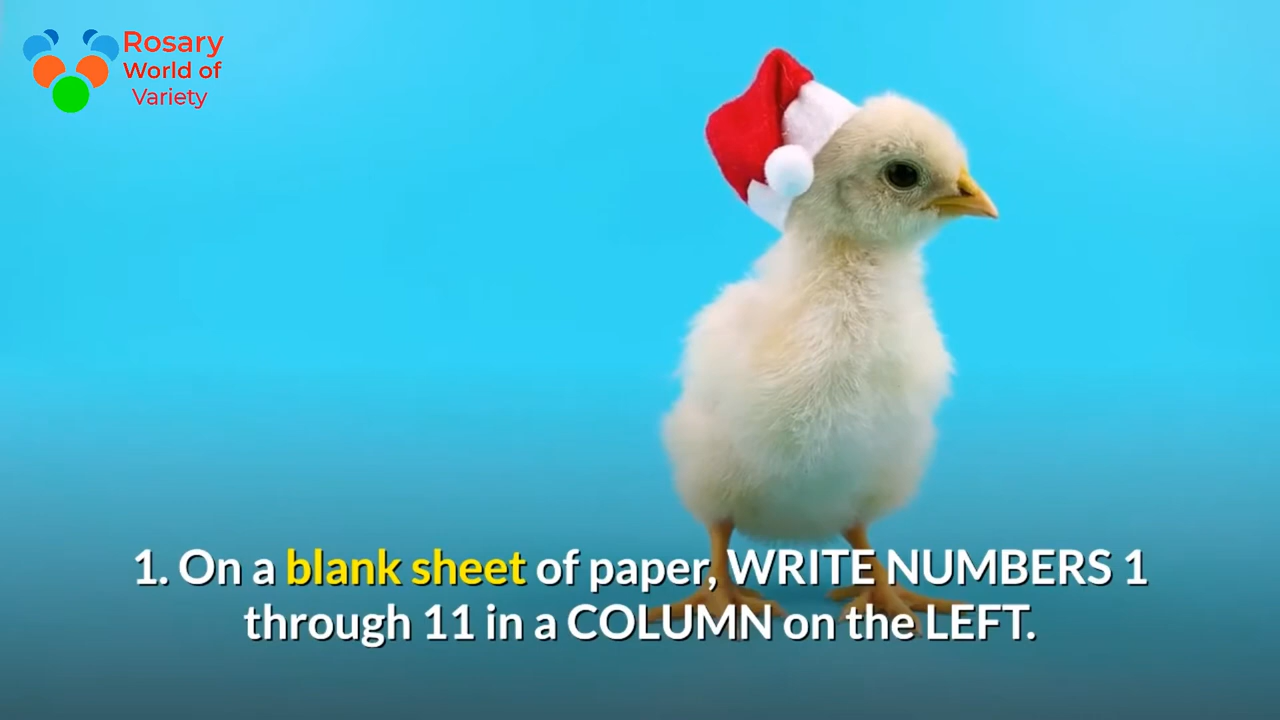 Rosary
World of
Variety
1. On a blank sheet of paper, WRITE NUMBERS 1
through 11 in a COLUMN on the LEFT.